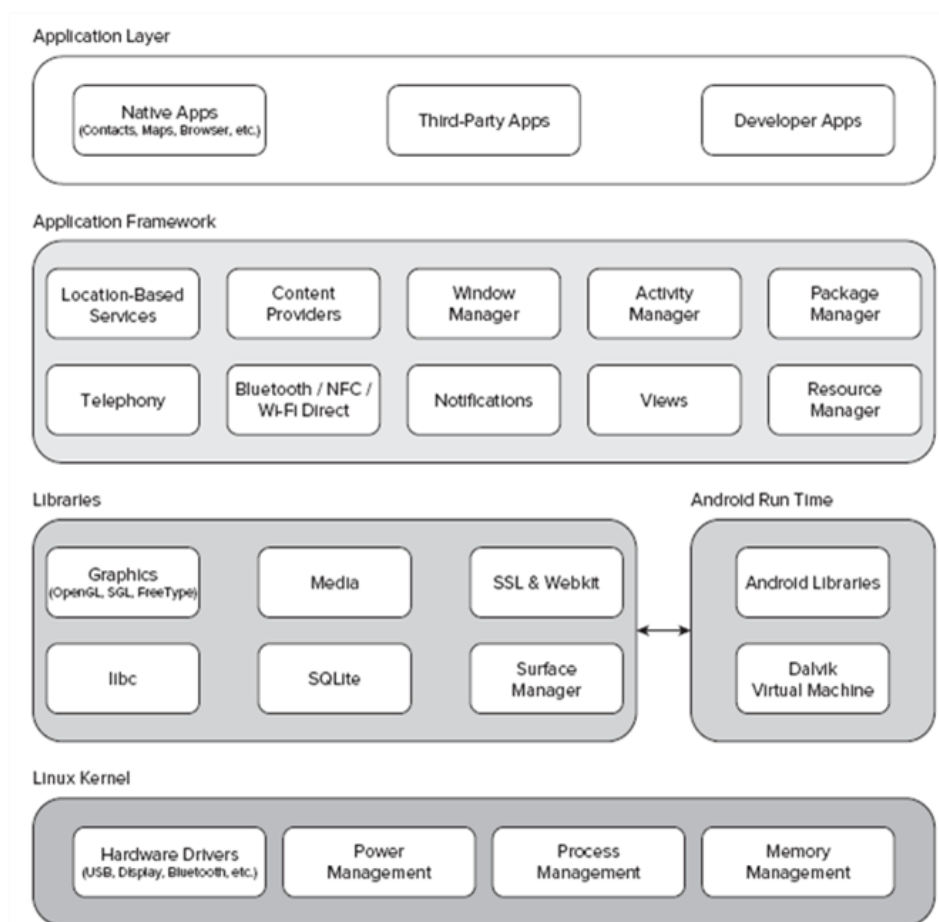 Application Layer
Native Apps
(Contacts, Maps, Browser, etc.)
Third-Party Apps
Developer Apps
Application Framework
Location-Based
Services
Content
Providers
Window
Manager
Activity
Manager
Package
Manager
Telephony
Bluetooth / NFC /
Wi-Fi Direct
Notifications
Views
Resource
Manager
Libraries
Graphics
(OpenGL, SGL, FreeType)
Media
SSL & Webkit
libc
SQLite
Surface
Manager
Android Run Time
Android Libraries
Dalvik
Virtual Machine
Linux Kernel
Hardware Drivers
(USB, Display, Bluetooth, etc.)
Power
Management
Process
Management
Memory
Management